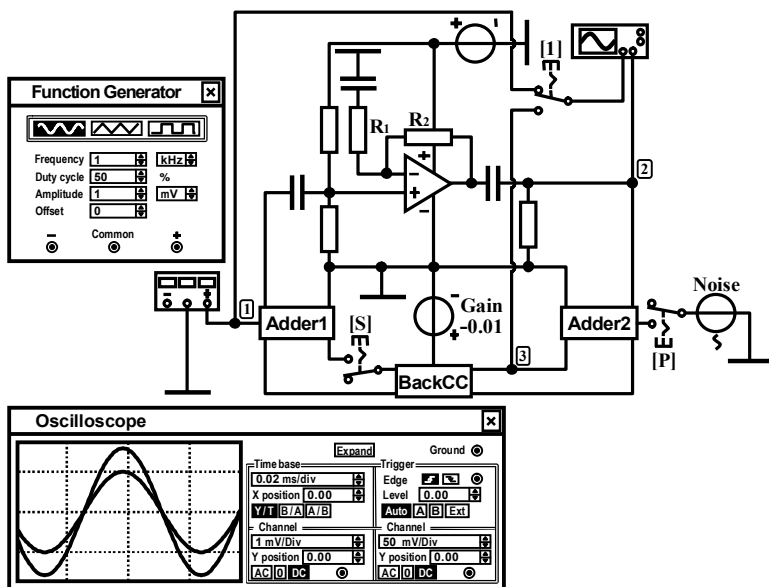 [1]
Function Generator
Frequency 1 kHz
Duty cycle 50 %
Amplitude 1 mV
Offset 0
− Common +
R1
R2
+
−
+
−
2
Noise
1
Adder1
[S]
−
Gain
-0.01
+
Adder2
[P]
3
BackCC
Oscilloscope
Expand
Ground
Time base
0.02 ms/div
X position 0.00
Y/T B/A A/B
Trigger
Edge
Level 0.00
Auto A B Ext
Channel
1 mV/Div
Y position 0.00
AC 0 DC
Channel
50 mV/Div
Y position 0.00
AC 0 DC